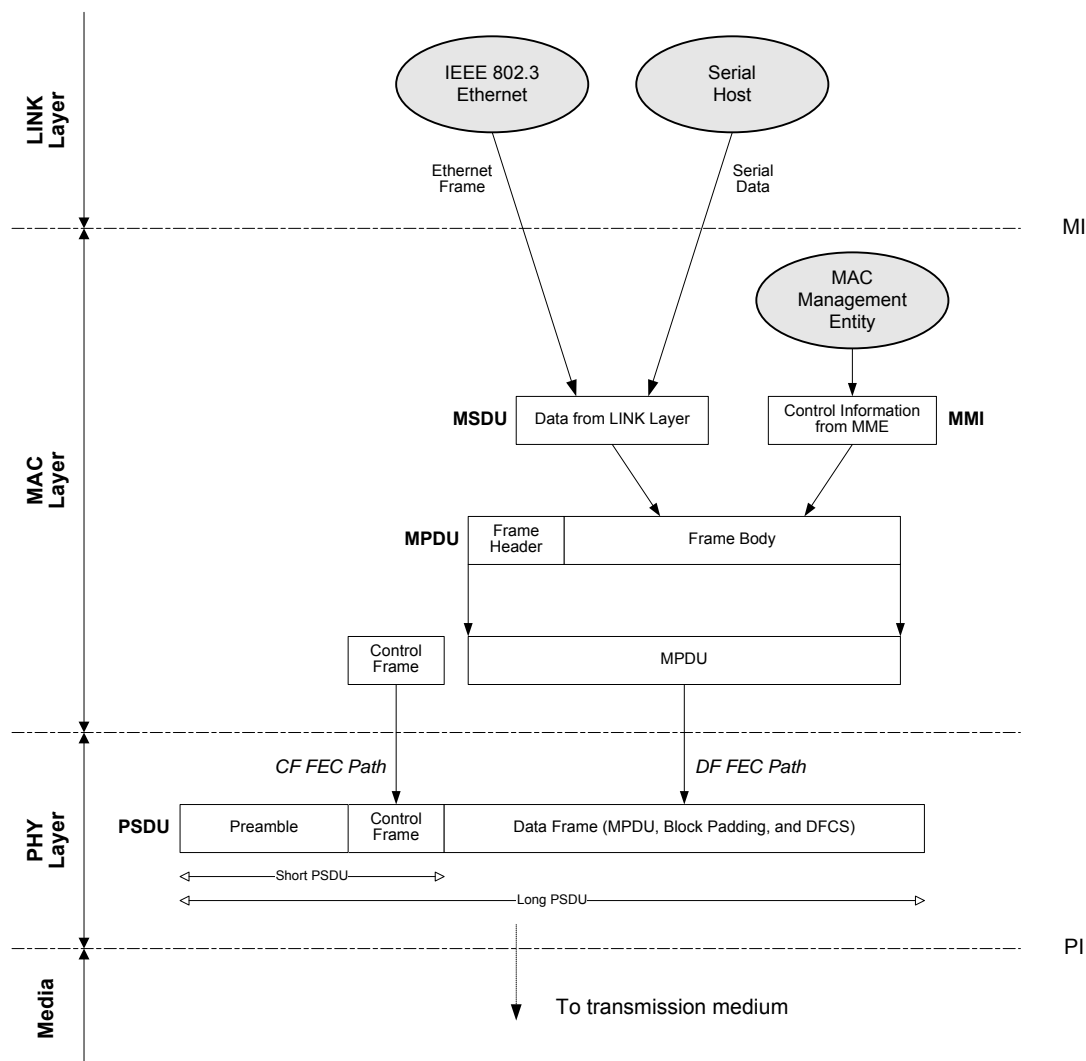 LINK
Layer
IEEE 802.3
Ethernet
Serial
Host
Ethernet
Frame
Serial
Data
MI
MAC
Layer
MAC
Management
Entity
MSDU
Data from LINK Layer
Control Information
from MME
MMI
MPDU
Frame
Header
Frame Body
Control
Frame
MPDU
CF FEC Path
DF FEC Path
PHY
Layer
PSDU
Preamble
Control
Frame
Data Frame (MPDU, Block Padding, and DFCS)
Short PSDU
Long PSDU
PI
Media
To transmission medium